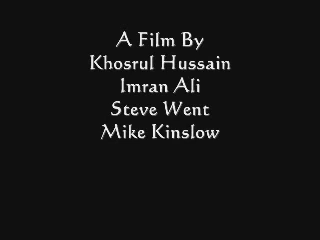 A Film By
Khosrul Hussain
Imran Ali
Steve Went
Mike Kinslow